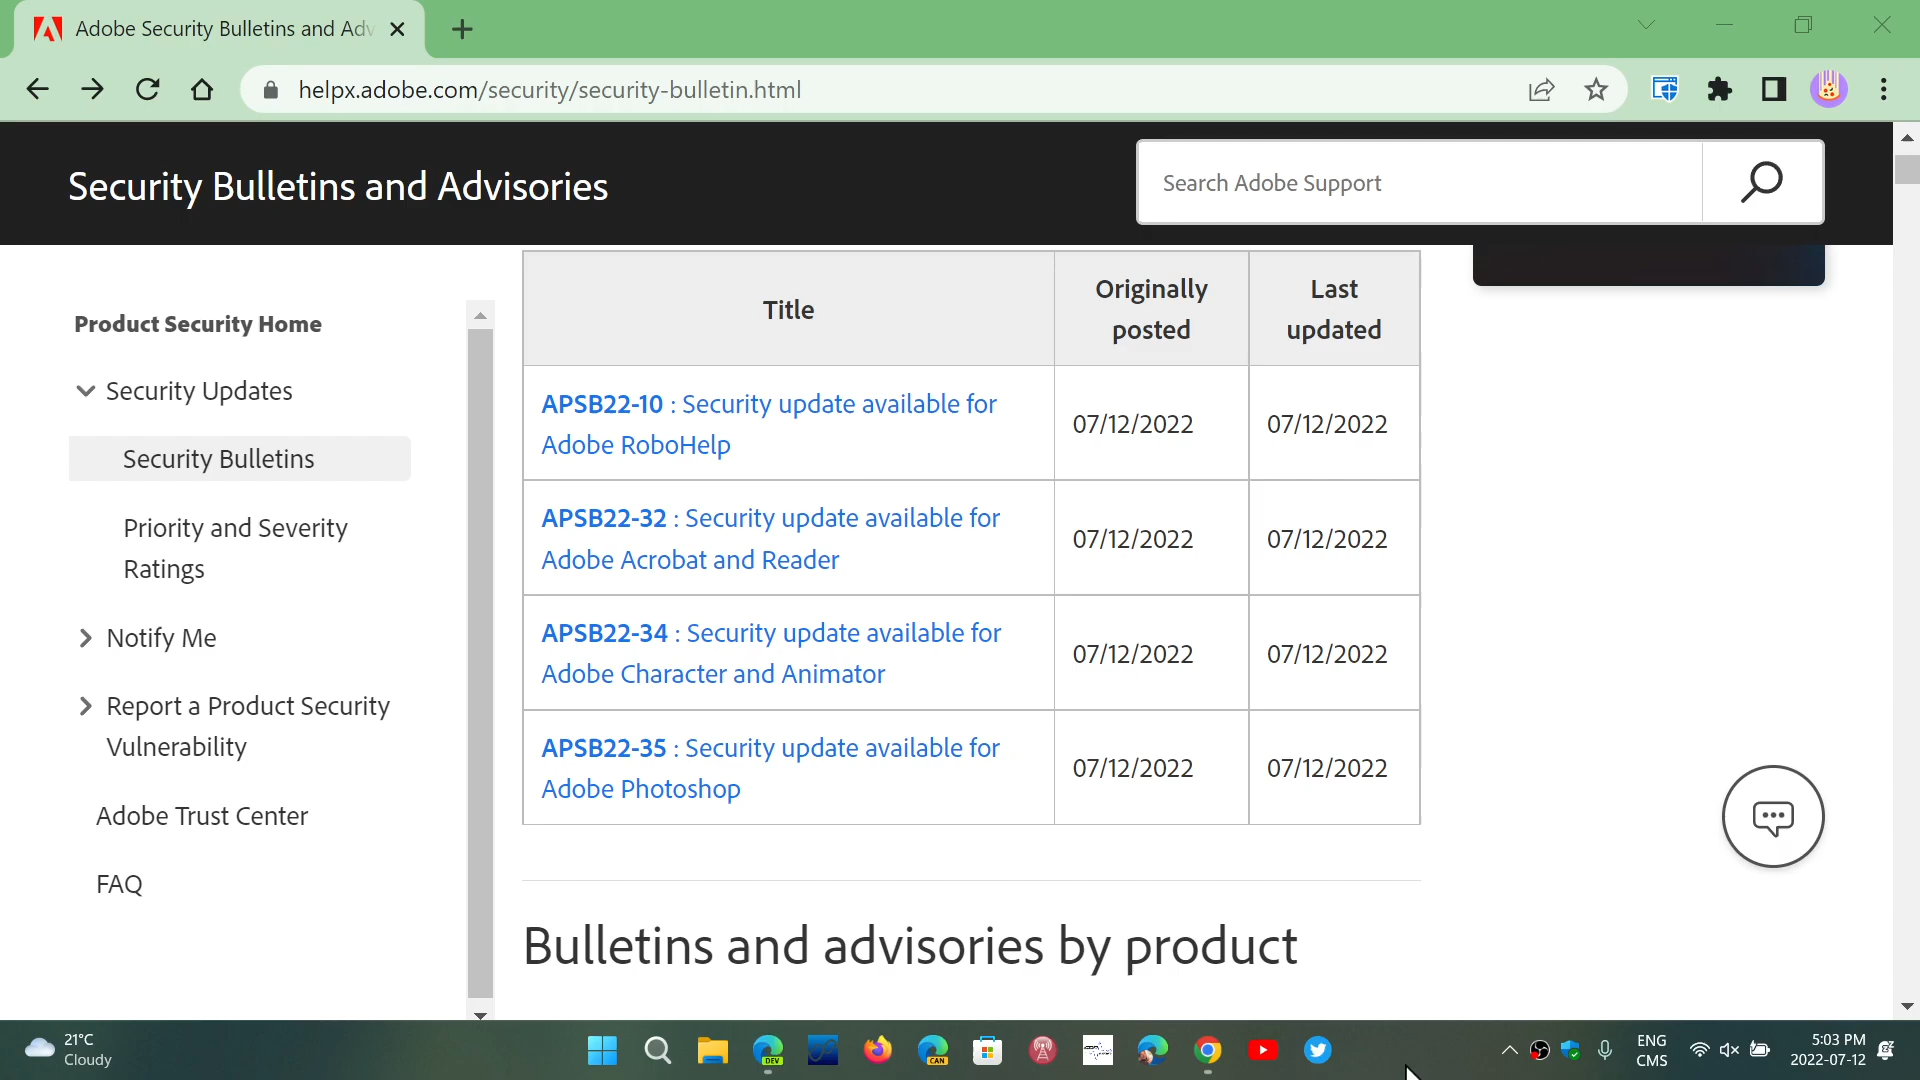 Adobe Security Bulletins and Adv
helpx.adobe.com/security/security-bulletin.html
Security Bulletins and Advisories
Search Adobe Support
Product Security Home
Security Updates
Security Bulletins
Priority and Severity
Ratings
Notify Me
Report a Product Security
Vulnerability
Adobe Trust Center
FAQ
Title
Originally
posted
Last
updated
APSB22-10 : Security update available for
Adobe RoboHelp
07/12/2022
07/12/2022
APSB22-32 : Security update available for
Adobe Acrobat and Reader
07/12/2022
07/12/2022
APSB22-34 : Security update available for
Adobe Character and Animator
07/12/2022
07/12/2022
APSB22-35 : Security update available for
Adobe Photoshop
07/12/2022
07/12/2022
Bulletins and advisories by product
21°C
Cloudy
DEV
CAN
ENG
CMS
5:03 PM
2022-07-12